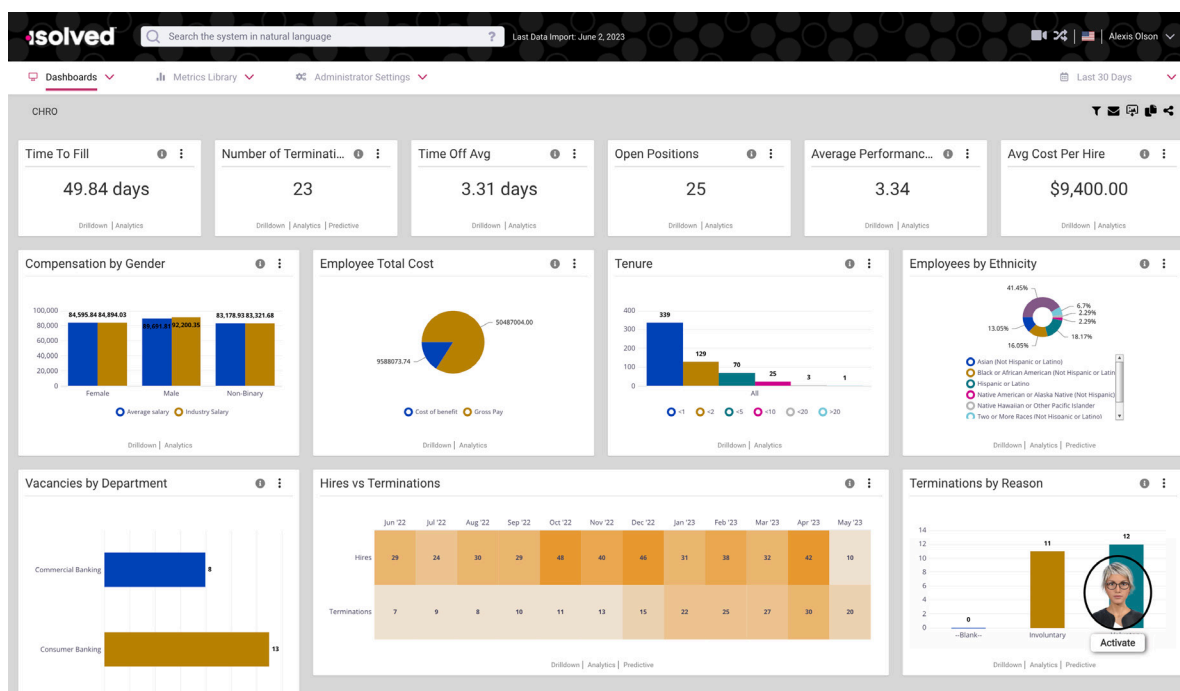 isolved
Search the system in natural language
?
Last Data Import: June 2, 2023
Alexis Olson
Dashboards
Metrics Library
Administrator Settings
Last 30 Days
CHRO
Time To Fill
49.84 days
Drilldown | Analytics
Number of Terminati...
23
Drilldown | Analytics | Predictive
Time Off Avg
3.31 days
Drilldown | Analytics
Open Positions
25
Drilldown | Analytics
Average Performanc...
3.34
Drilldown | Analytics
Avg Cost Per Hire
$9,400.00
Drilldown | Analytics
Compensation by Gender
100,000
80,000
60,000
40,000
20,000
0
84,595.84 84,894.03
92,200.35
83,178.93 83,321.68
Female Male Non-Binary
Average salary Industry Salary
Drilldown | Analytics
Employee Total Cost
50487004.00
9588073.74
Cost of benefit Gross Pay
Drilldown | Analytics
Tenure
400
300
200
100
0
339 129 70 25 3 1
All
<1 <2 <5 <10 <20 >20
Drilldown | Analytics
Employees by Ethnicity
41.45%
6.7%
2.29%
2.29%
18.17%
16.05%
13.05%
Asian (Not Hispanic or Latino)
Black or African American (Not Hispanic or Latin
Hispanic or Latino
Native American or Alaska Native (Not Hispanic)
Native Hawaiian or Other Pacific Islander
Two or More Races (Not Hispanic or Latino)
Drilldown | Analytics | Predictive
Vacancies by Department
Commercial Banking 8
Consumer Banking 13
Hires vs Terminations
Jun '22 Jul '22 Aug '22 Sep '22 Oct '22 Nov '22 Dec '22 Jan '23 Feb '23 Mar '23 Apr '23 May '23
Hires 29 24 30 29 48 40 46 31 38 32 42 10
Terminations 7 9 8 10 11 13 15 22 25 27 30 20
Drilldown | Analytics | Predictive
Terminations by Reason
14
12
10
8
6
4
2
0
0 11 12
--Blank-- Involuntary
Activate
Drilldown | Analytics | Predictive